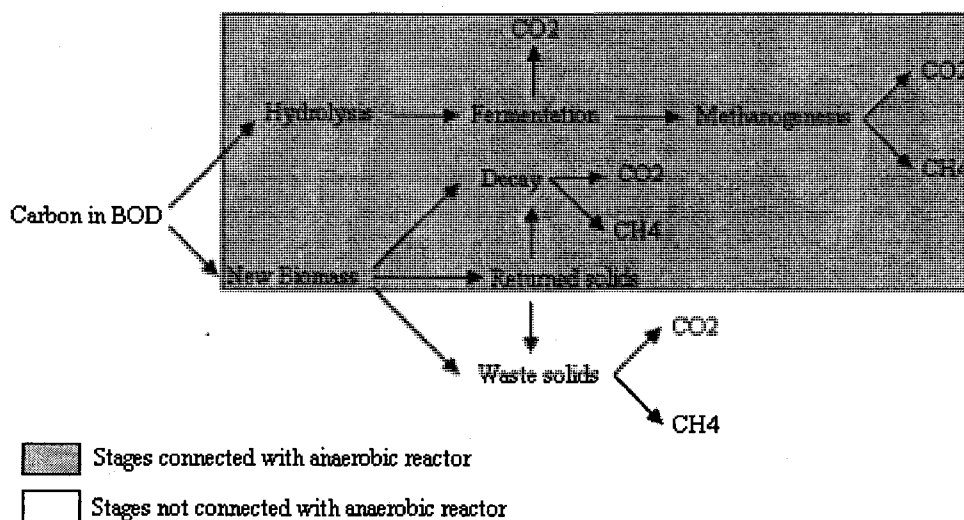 CO2
CO2
Hydrolysis
Fermentation
Methanogenesis
Decay
CO2
CH4
Carbon in BOD
CH4
New Biomass
Returned solids
CO2
Waste solids
CH4
Stages connected with anaerobic reactor
Stages not connected with anaerobic reactor